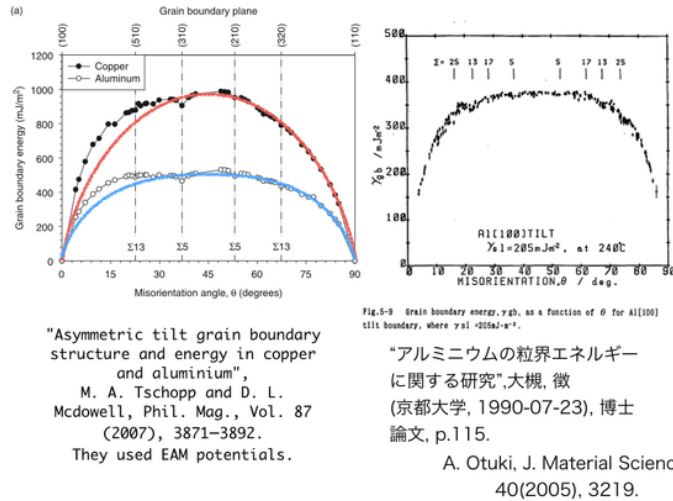 (a)
Grain boundary plane
(100)
(510)
(310)
(210)
(320)
(110)
Grain boundary energy (mJ/m²)
1200
1000
800
600
400
200
0
Copper
Aluminum
Σ13
Σ5
Σ5
Σ13
0
15
30
45
60
75
90
Misorientation angle, θ (degrees)
"Asymmetric tilt grain boundary
structure and energy in copper
and aluminium",
M. A. Tschopp and D. L.
Mcdowell, Phil. Mag., Vol. 87
(2007), 3871–3892.
They used EAM potentials.
Σ= 25 13 17 5 5 17 13 25
γgb / mJm⁻²
500
400
300
200
100
0
Al[100]TILT
γsl=205mJm⁻², at 240℃
0 10 20 30 40 50 60 70 80 90
MISORIENTATION,θ / deg.
Fig.5-9 Grain boundary energy,γgb, as a function of θ for Al[100]
tilt boundary, where γsl =205mJ-m⁻².
“アルミニウムの粒界エネルギー
に関する研究”,大槻, 徴
(京都大学, 1990-07-23), 博士
論文, p.115.
A. Otuki, J. Material Scienc
40(2005), 3219.